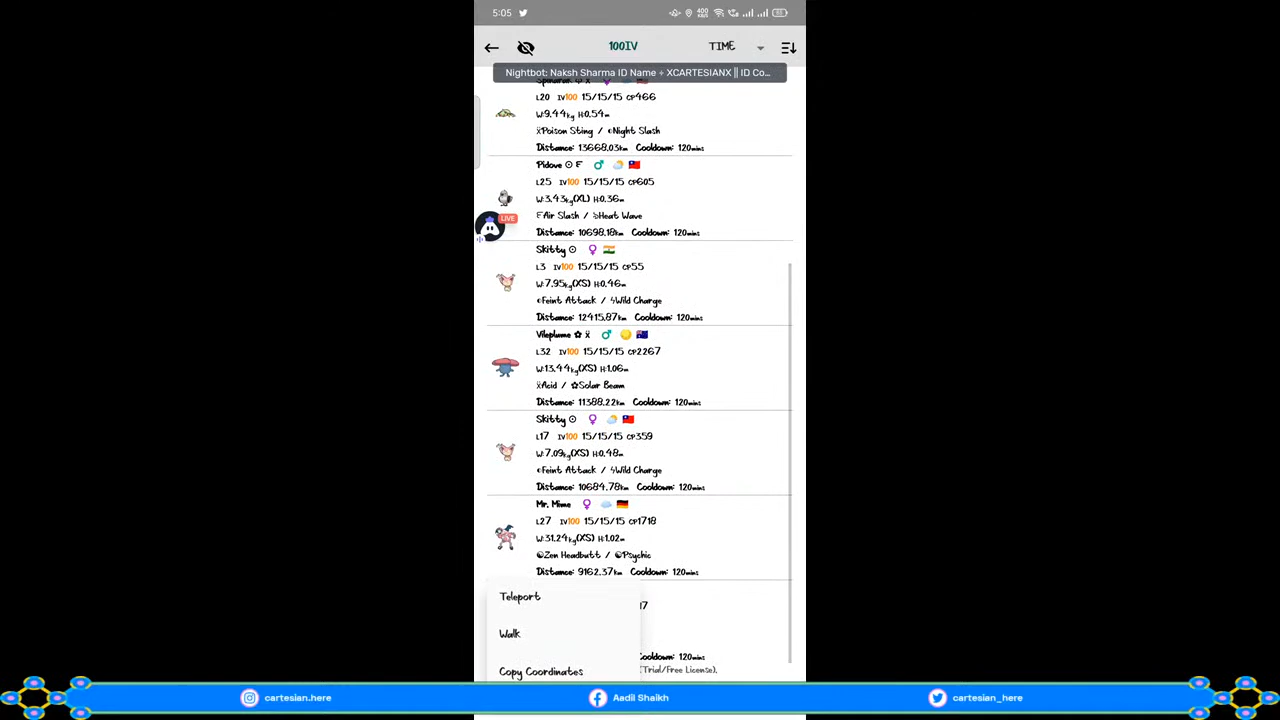 5:05
400 KB/S
100IV
TIME
Nightbot: Naksh Sharma ID Name ÷ XCARTESIANX || ID Co...
L20 IV100 15/15/15 CP466
W:9.44kg H:0.54m
Poison Sting / Night Slash
Distance: 13668.03km Cooldown: 120mins
Pidove
L25 IV100 15/15/15 CP605
W:3.43kg(XL) H:0.36m
Air Slash / Heat Wave
Distance: 10698.18km Cooldown: 120mins
LIVE
Skitty
L3 IV100 15/15/15 CP55
W:7.95kg(XS) H:0.46m
Feint Attack / Wild Charge
Distance: 12415.87km Cooldown: 120mins
Vileplume
L32 IV100 15/15/15 CP2267
W:13.44kg(XS) H:1.06m
Acid / Solar Beam
Distance: 11388.22km Cooldown: 120mins
Skitty
L17 IV100 15/15/15 CP359
W:7.09kg(XS) H:0.48m
Feint Attack / Wild Charge
Distance: 10684.78km Cooldown: 120mins
Mr. Mime
L27 IV100 15/15/15 CP1718
W:31.24kg(XS) H:1.02m
Zen Headbutt / Psychic
Distance: 9162.37km Cooldown: 120mins
Teleport
17
Walk
Cooldown: 120mins
Copy Coordinates
(Trial/Free License).
cartesian.here
Aadil Shaikh
cartesian_here